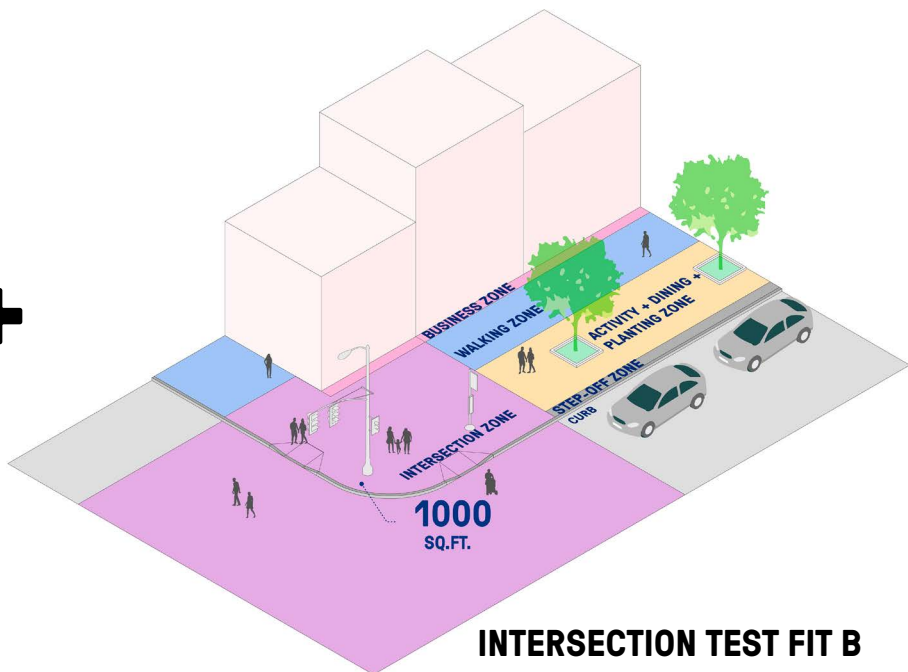 +
BUSINESS ZONE
WALKING ZONE
ACTIVITY + DINING +
PLANTING ZONE
STEP-OFF ZONE
CURB
INTERSECTION ZONE
1000
SQ.FT.
INTERSECTION TEST FIT B